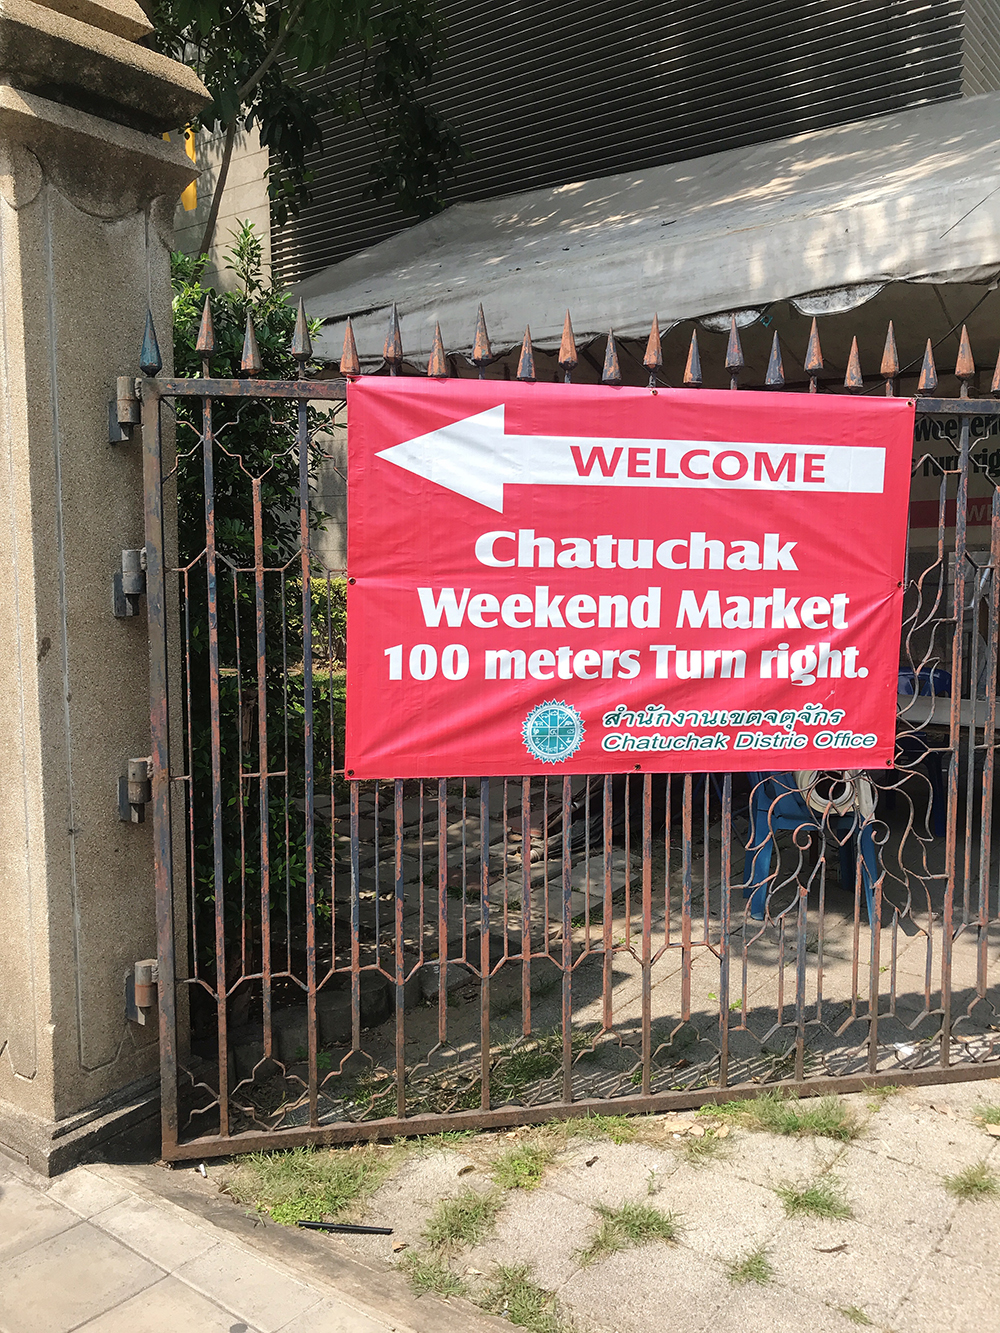 WELCOME
Chatuchak
Weekend Market
100 meters Turn right.
สำนักงานเขตจตุจักร
Chatuchak Distric Office